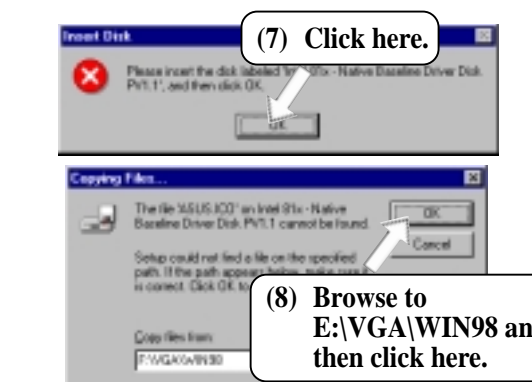 Insert Disk
(7) Click here.
Please insert the disk labeled 'Intel 81x - Native Baseline Driver Disk
PV1.1', and then click OK.
OK
Copying Files...
The file 'ASUS.ICO' on Intel 81x - Native
Baseline Driver Disk PV1.1 cannot be found.
OK
Cancel
Setup could not find a file on the specified
path. If the path appears below, make sure it
is correct. Click OK to
(8) Browse to
E:\VGA\WIN98 an
then click here.
Copy files from:
\VGA\WIN98